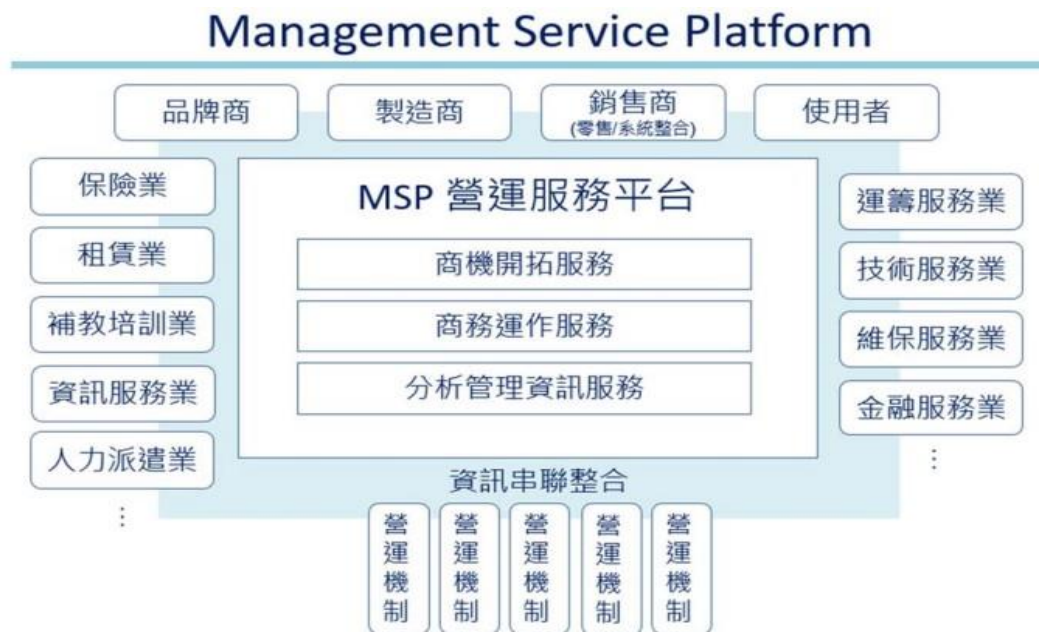 Management Service Platform
品牌商
製造商
銷售商
(零售/系統整合)
使用者
保險業
租賃業
補教培訓業
資訊服務業
人力派遣業
⋮
MSP 營運服務平台
商機開拓服務
商務運作服務
分析管理資訊服務
運籌服務業
技術服務業
維保服務業
金融服務業
⋮
資訊串聯整合
營運機制
營運機制
營運機制
營運機制
營運機制